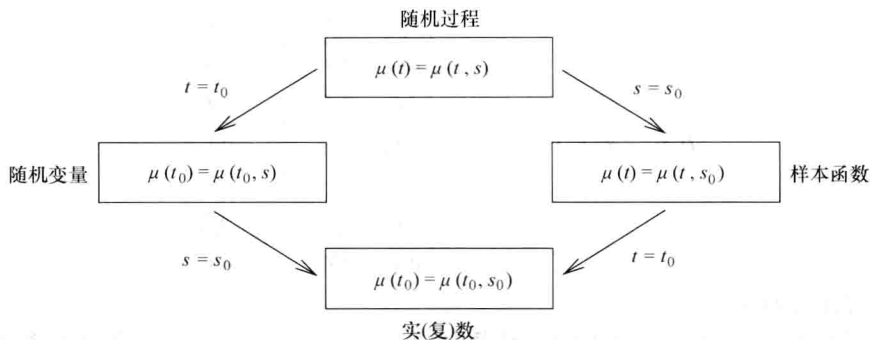 随机过程
μ(t)=μ(t,s)
t=t₀
s=s₀
随机变量
μ(t₀)=μ(t₀,s)
μ(t)=μ(t,s₀)
样本函数
s=s₀
t=t₀
μ(t₀)=μ(t₀,s₀)
实(复)数